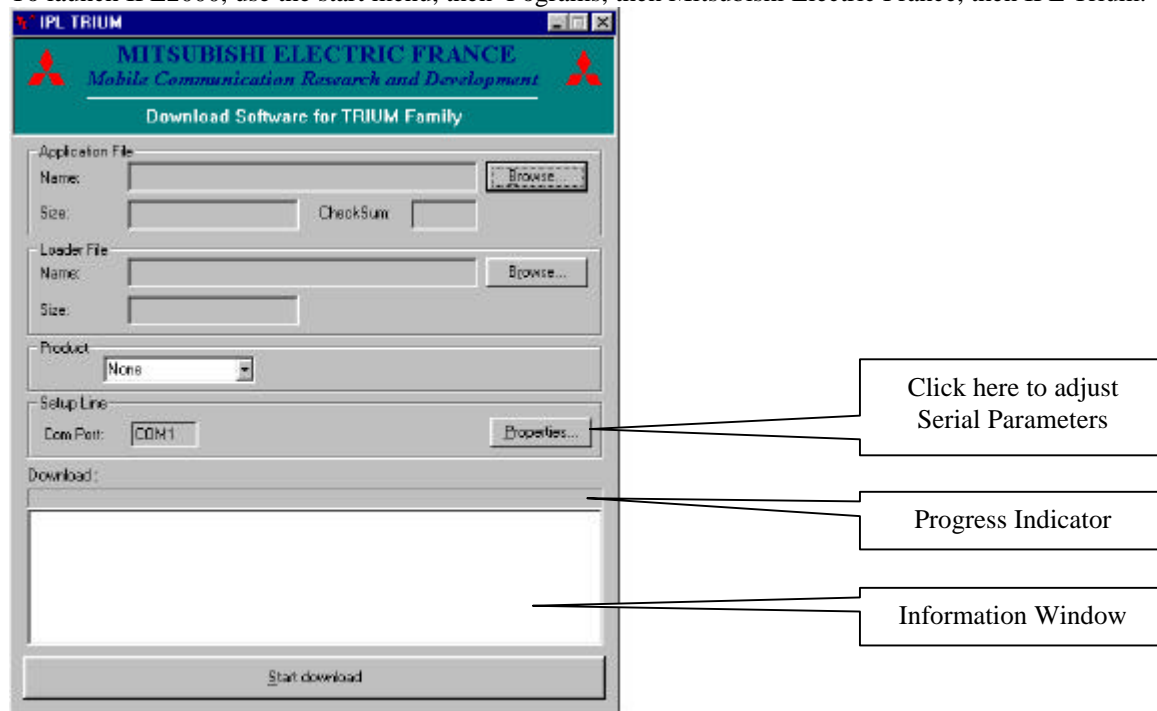 To launch IPL2000, use the start menu, then Pograms, then Mitsubishi Electric France, then IPL Trium.
IPL TRIUM
MITSUBISHI ELECTRIC FRANCE
Mobile Communication Research and Development
Download Software for TRIUM Family
Application File
Name:
Browse...
Size:
CheckSum:
Loader File
Name:
Browse...
Size:
Product
None
Setup Line
Com Port:
COM1
Properties...
Click here to adjust
Serial Parameters
Download :
Progress Indicator
Information Window
Start download